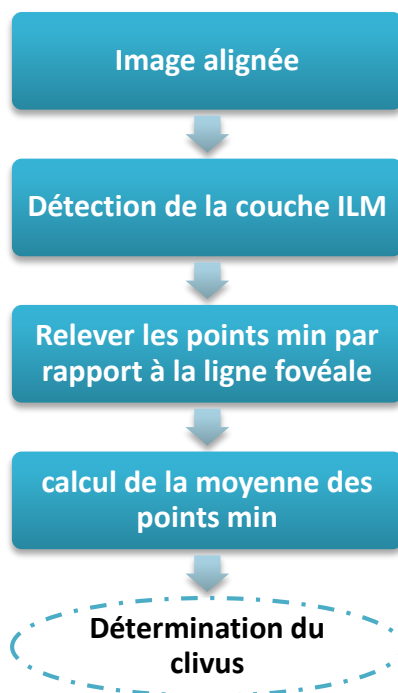 Image alignée
Détection de la couche ILM
Relever les points min par
rapport à la ligne fovéale
calcul de la moyenne des
points min
Détermination du
clivus